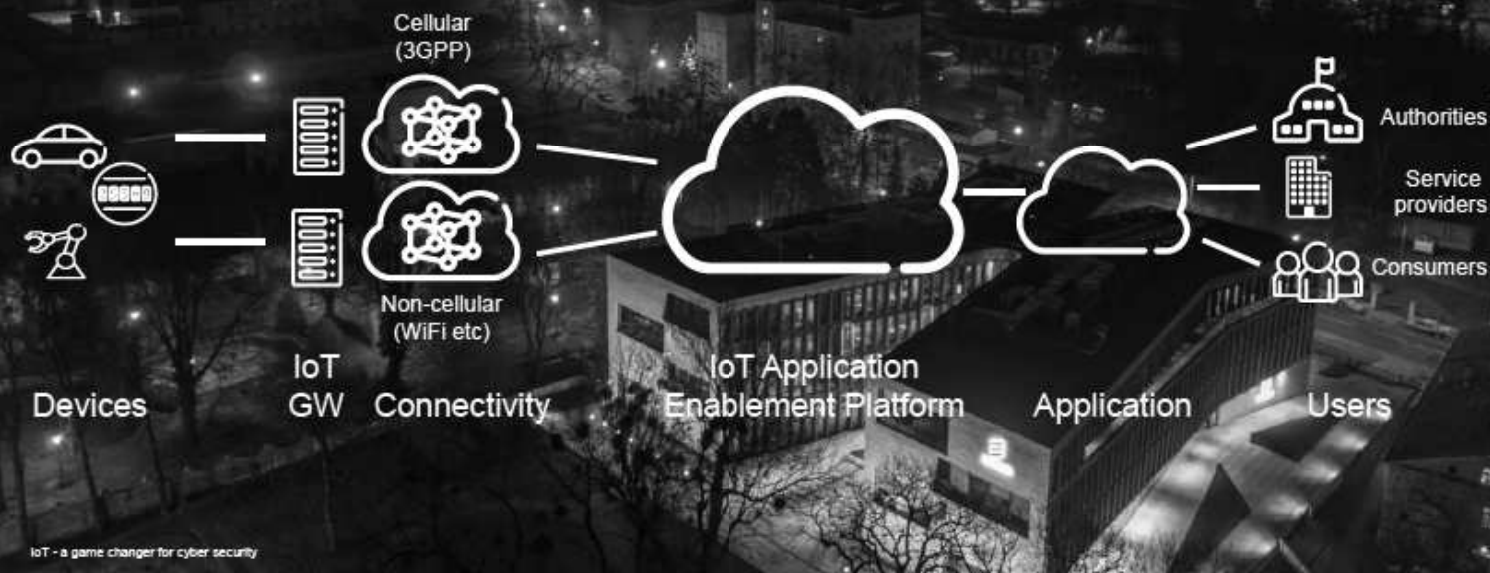 Cellular
(3GPP)
Authorities
Service
providers
Consumers
Non-cellular
(WiFi etc)
Devices
IoT
GW
Connectivity
IoT Application
Enablement Platform
Application
Users
IoT - a game changer for cyber security